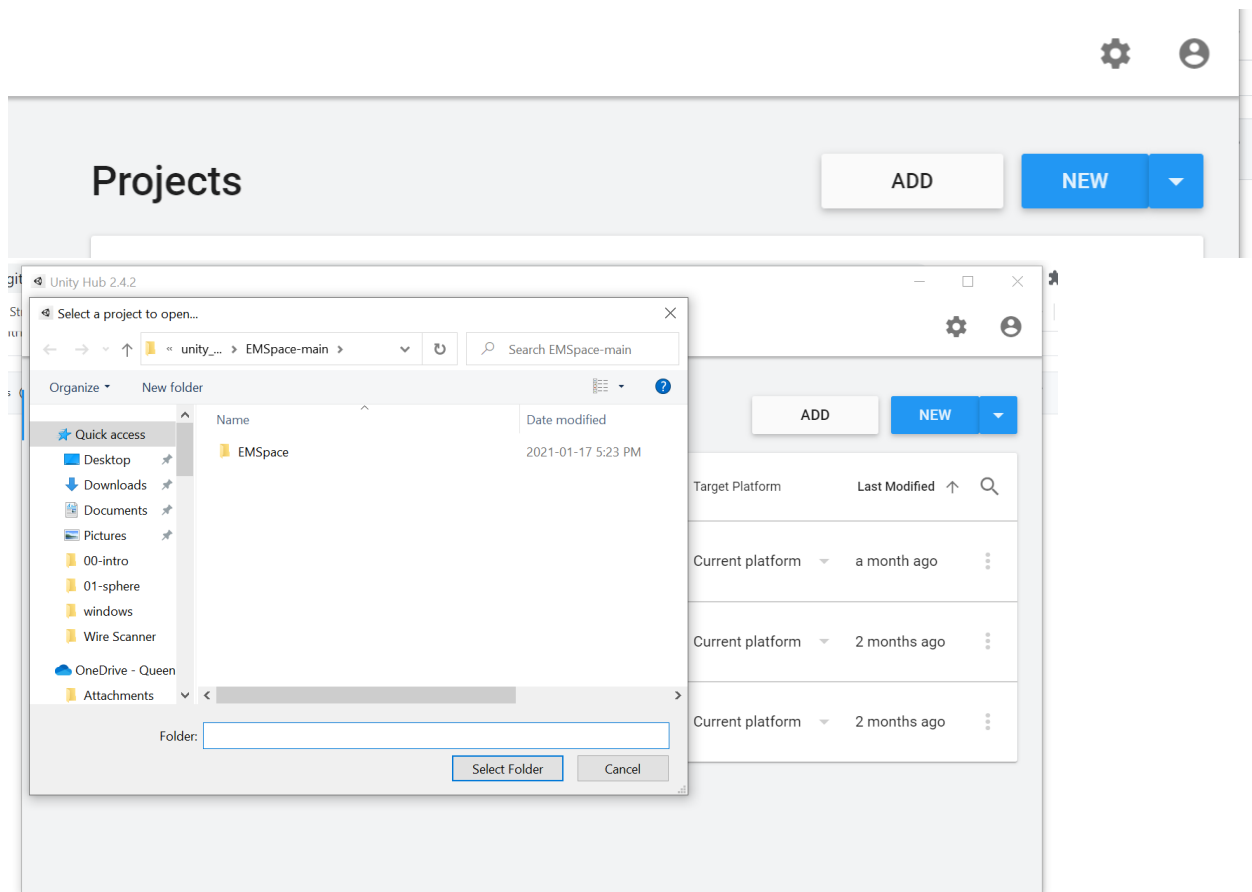 Projects
ADD
NEW
git
Unity Hub 2.4.2
St
Select a project to open...
« unity_... > EMSpace-main >
Search EMSpace-main
Organize
New folder
?
Name
Date modified
ADD
NEW
Quick access
EMSpace
2021-01-17 5:23 PM
Desktop
Downloads
Documents
Pictures
00-intro
01-sphere
windows
Wire Scanner
OneDrive - Queen
Attachments
Target Platform
Last Modified
Current platform
a month ago
Current platform
2 months ago
Current platform
2 months ago
Folder:
Select Folder
Cancel